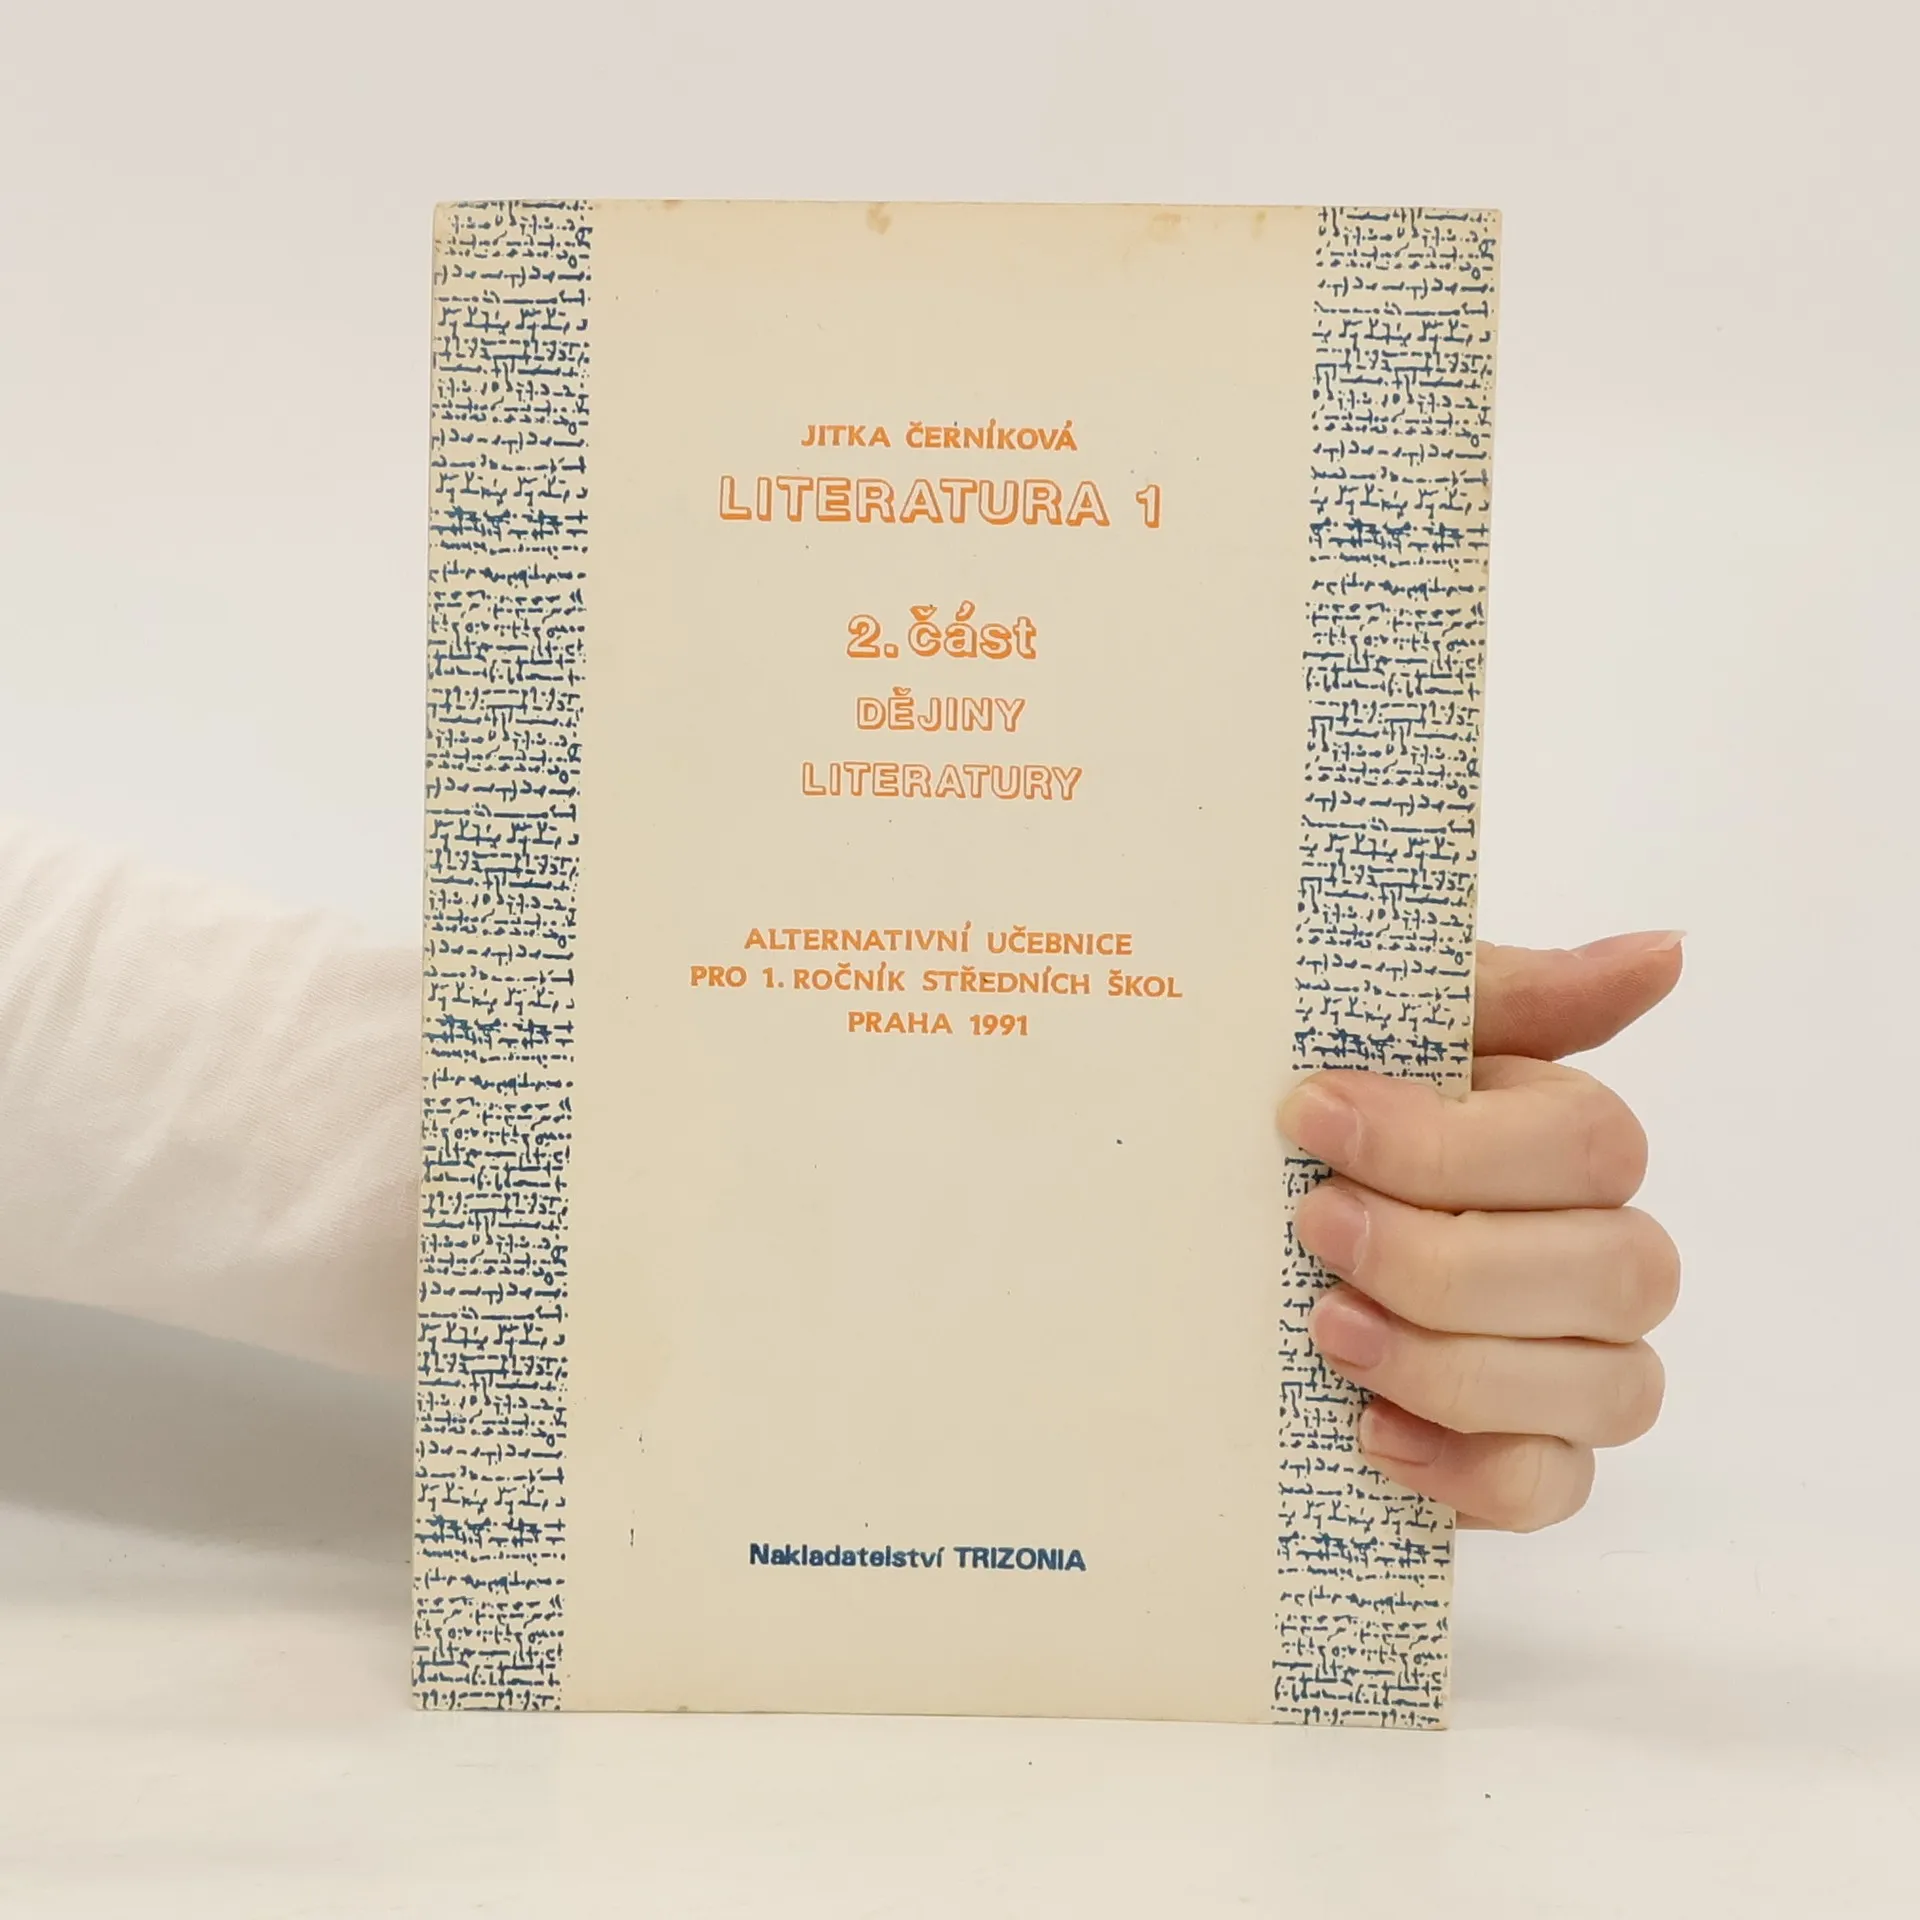 JITKA ČERNÍKOVÁ
LITERATURA 1
2. část
DĚJINY
LITERATURY
ALTERNATIVNÍ UČEBNICE
PRO 1. ROČNÍK STŘEDNÍCH ŠKOL
PRAHA 1991
Nakladatelství TRIZONIA